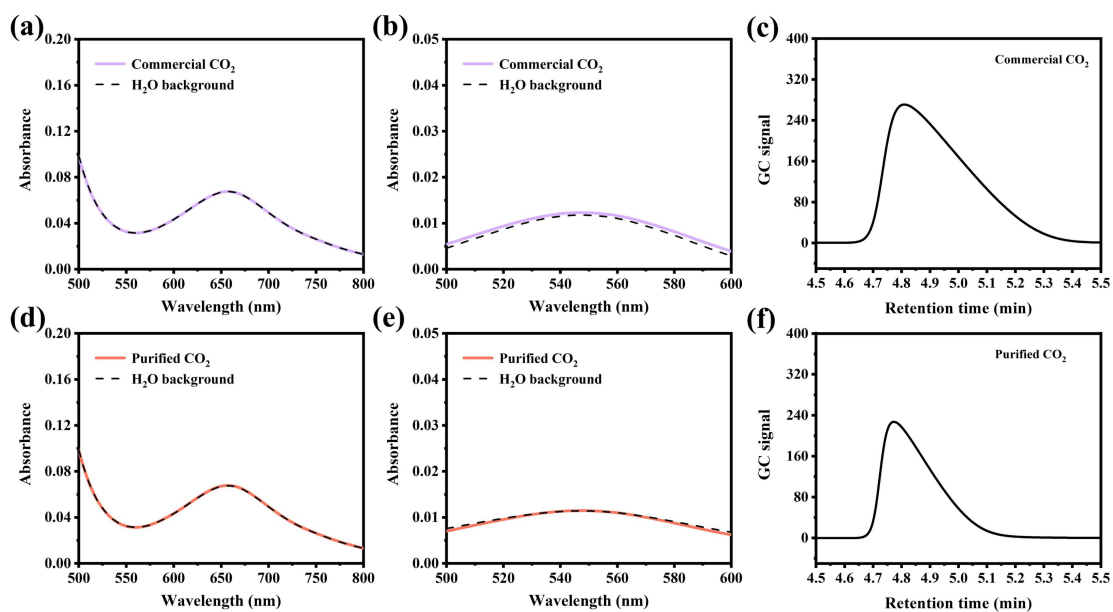 (a)
0.20
0.16
0.12
0.08
0.04
0.00
Absorbance
Commercial CO₂
H₂O background
500 550 600 650 700 750 800
Wavelength (nm)
(b)
0.05
0.04
0.03
0.02
0.01
0.00
Absorbance
Commercial CO₂
H₂O background
500 520 540 560 580 600
Wavelength (nm)
(c)
400
320
240
160
80
0
GC signal
Commercial CO₂
4.5 4.6 4.7 4.8 4.9 5.0 5.1 5.2 5.3 5.4 5.5
Retention time (min)
(d)
0.20
0.16
0.12
0.08
0.04
0.00
Absorbance
Purified CO₂
H₂O background
500 550 600 650 700 750 800
Wavelength (nm)
(e)
0.05
0.04
0.03
0.02
0.01
0.00
Absorbance
Purified CO₂
H₂O background
500 520 540 560 580 600
Wavelength (nm)
(f)
400
320
240
160
80
0
GC signal
Purified CO₂
4.5 4.6 4.7 4.8 4.9 5.0 5.1 5.2 5.3 5.4 5.5
Retention time (min)